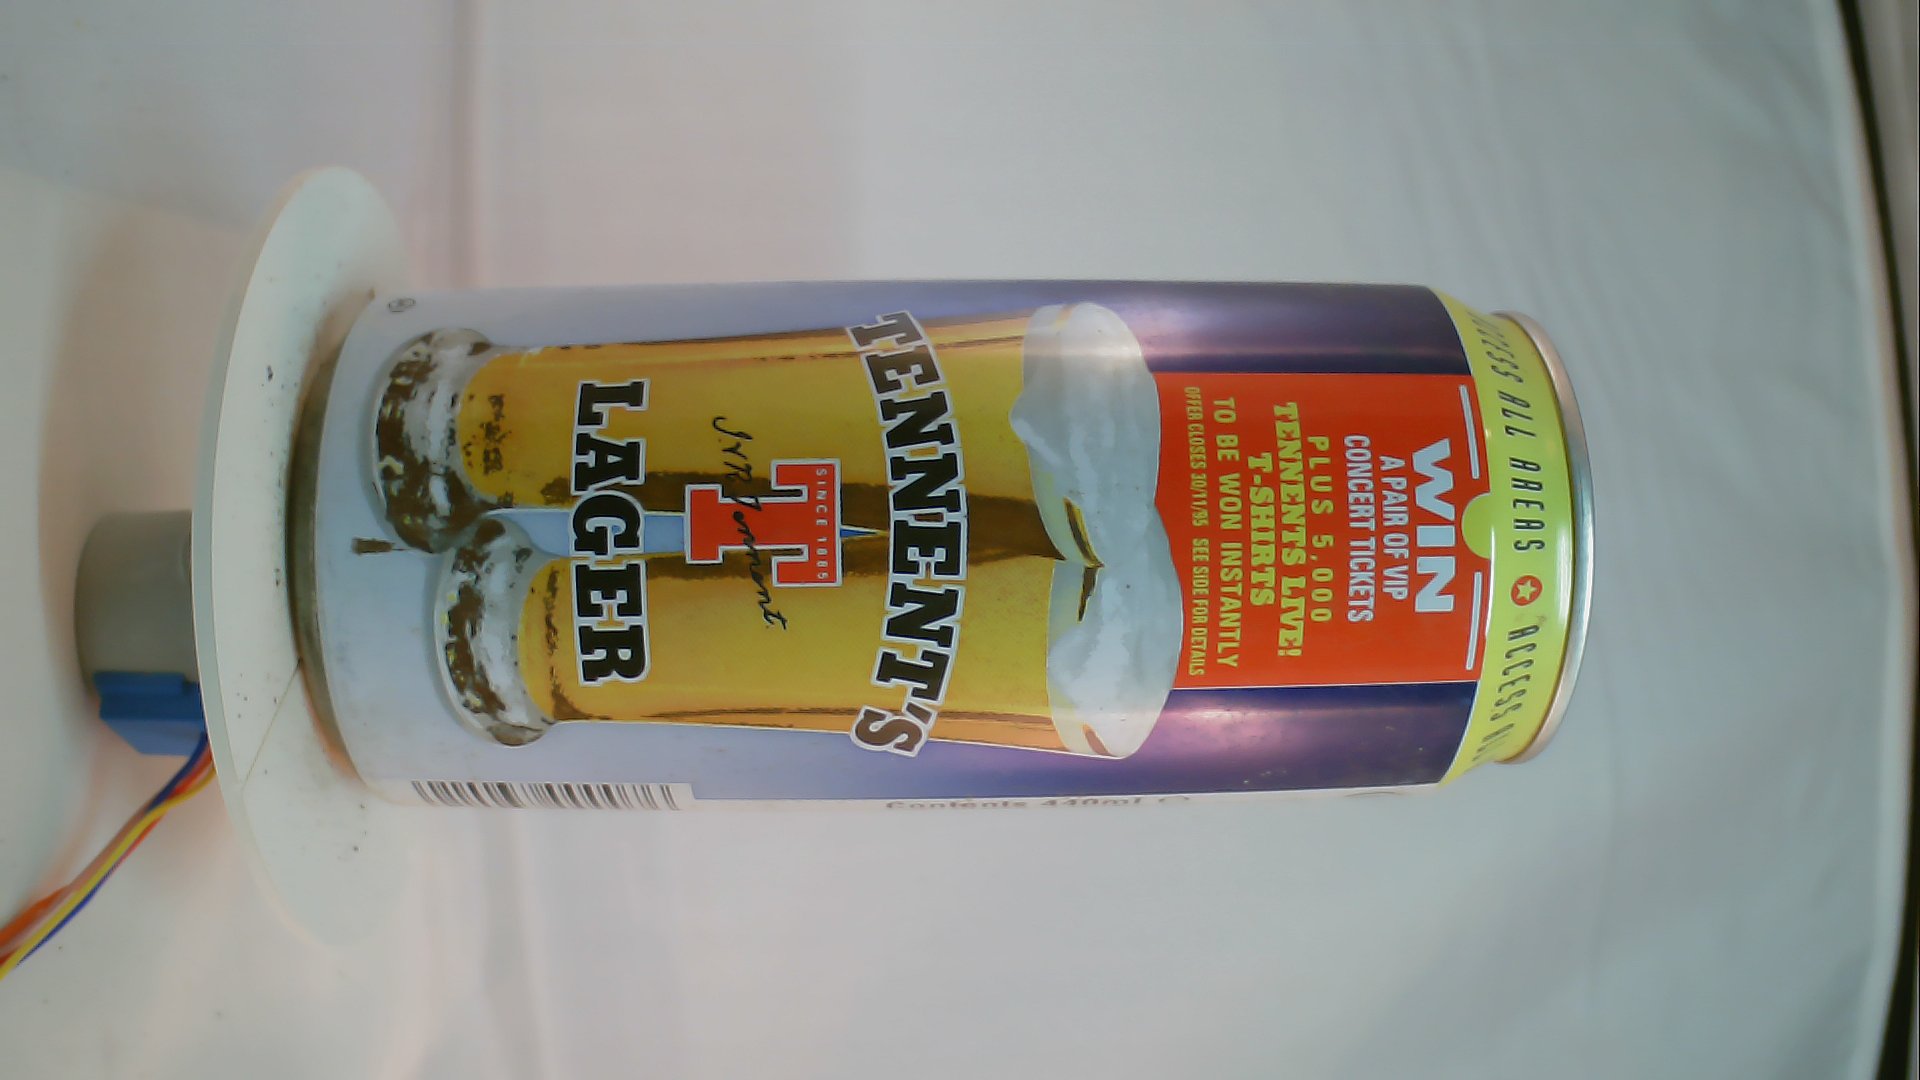 ACCESS ALL AREAS ACCESS
WIN
A PAIR OF VIP
CONCERT TICKETS
PLUS 5,000
TENNENTS LIVE!
T-SHIRTS
TO BE WON INSTANTLY
OFFER CLOSES 30/11/95 SEE SIDE FOR DETAILS
TENNENT'S
SINCE 1885
T
J.V.R Tennent.
LAGER
Contents 440ml e